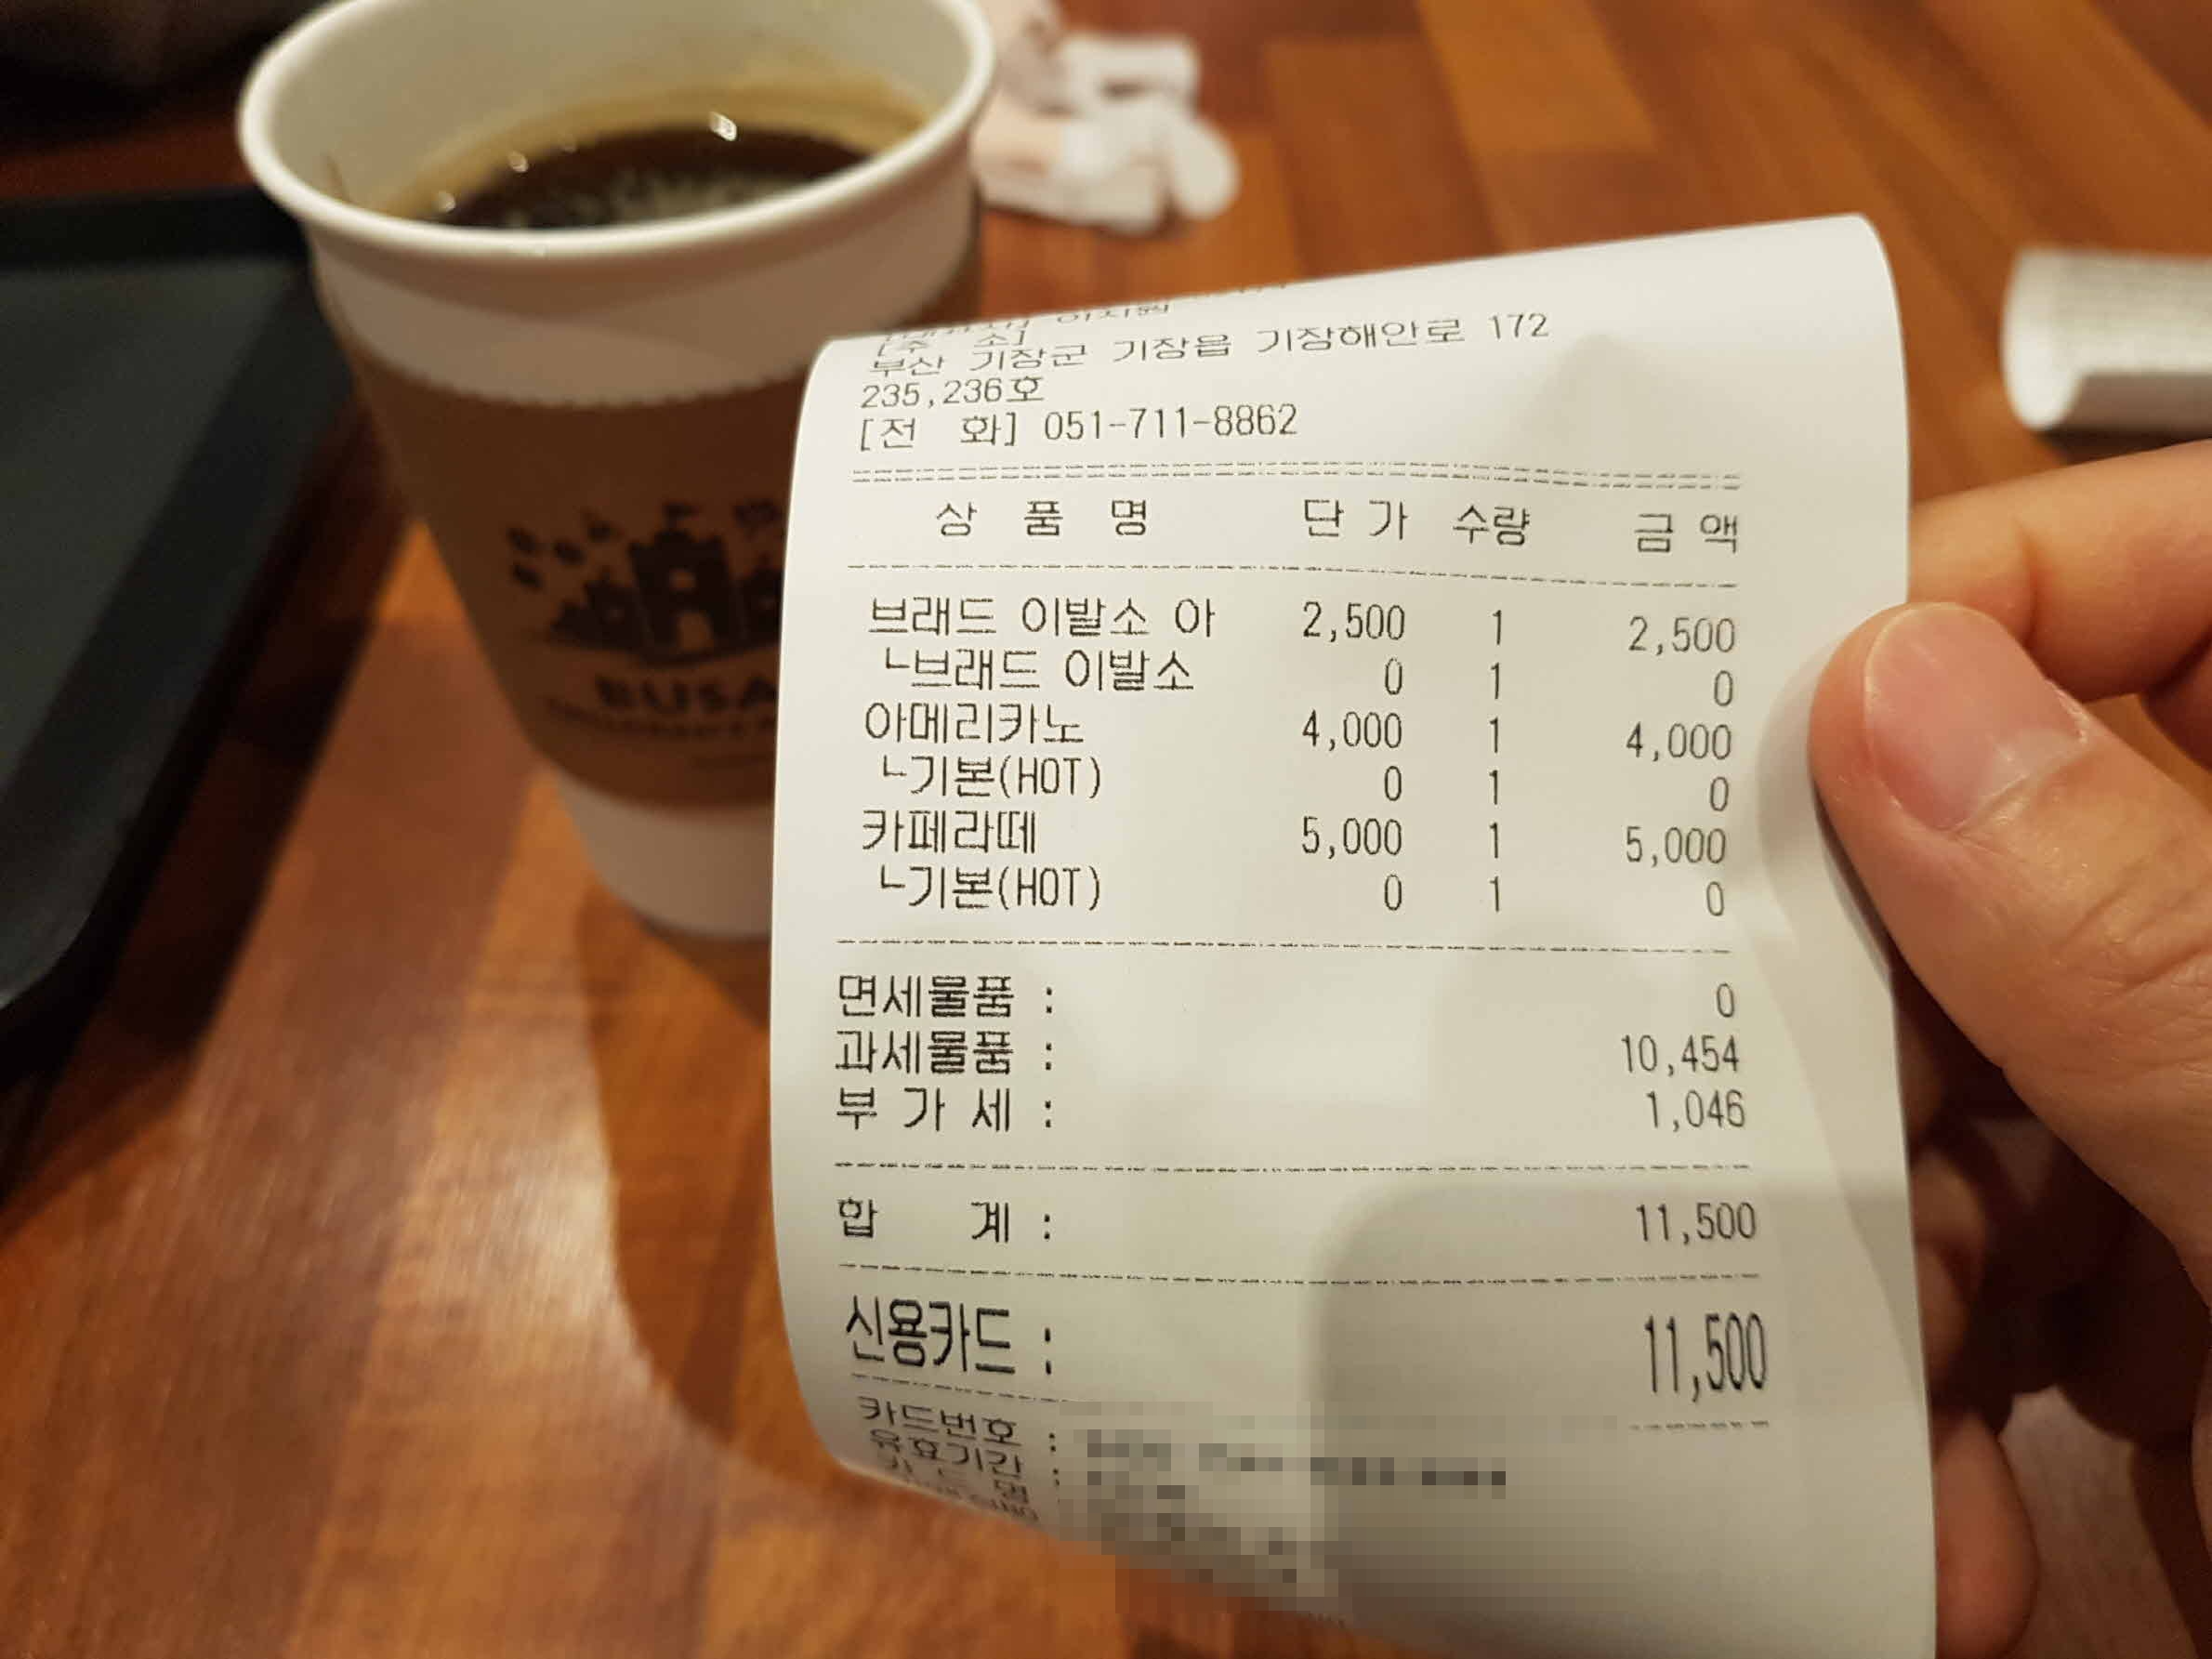 [주 소]
부산 기장군 기장읍 기장해안로 172
235,236호
[전 화] 051-711-8862
상 품 명 단 가 수량 금 액
브래드 이발소 아 2,500 1 2,500
└브래드 이발소 0 1 0
아메리카노 4,000 1 4,000
└기본(HOT) 0 1 0
카페라떼 5,000 1 5,000
└기본(HOT) 0 1 0
면세물품 : 0
과세물품 : 10,454
부 가 세 : 1,046
합 계 : 11,500
신용카드 : 11,500
카드번호 :
유효기간 :
카 드 명
BUSA